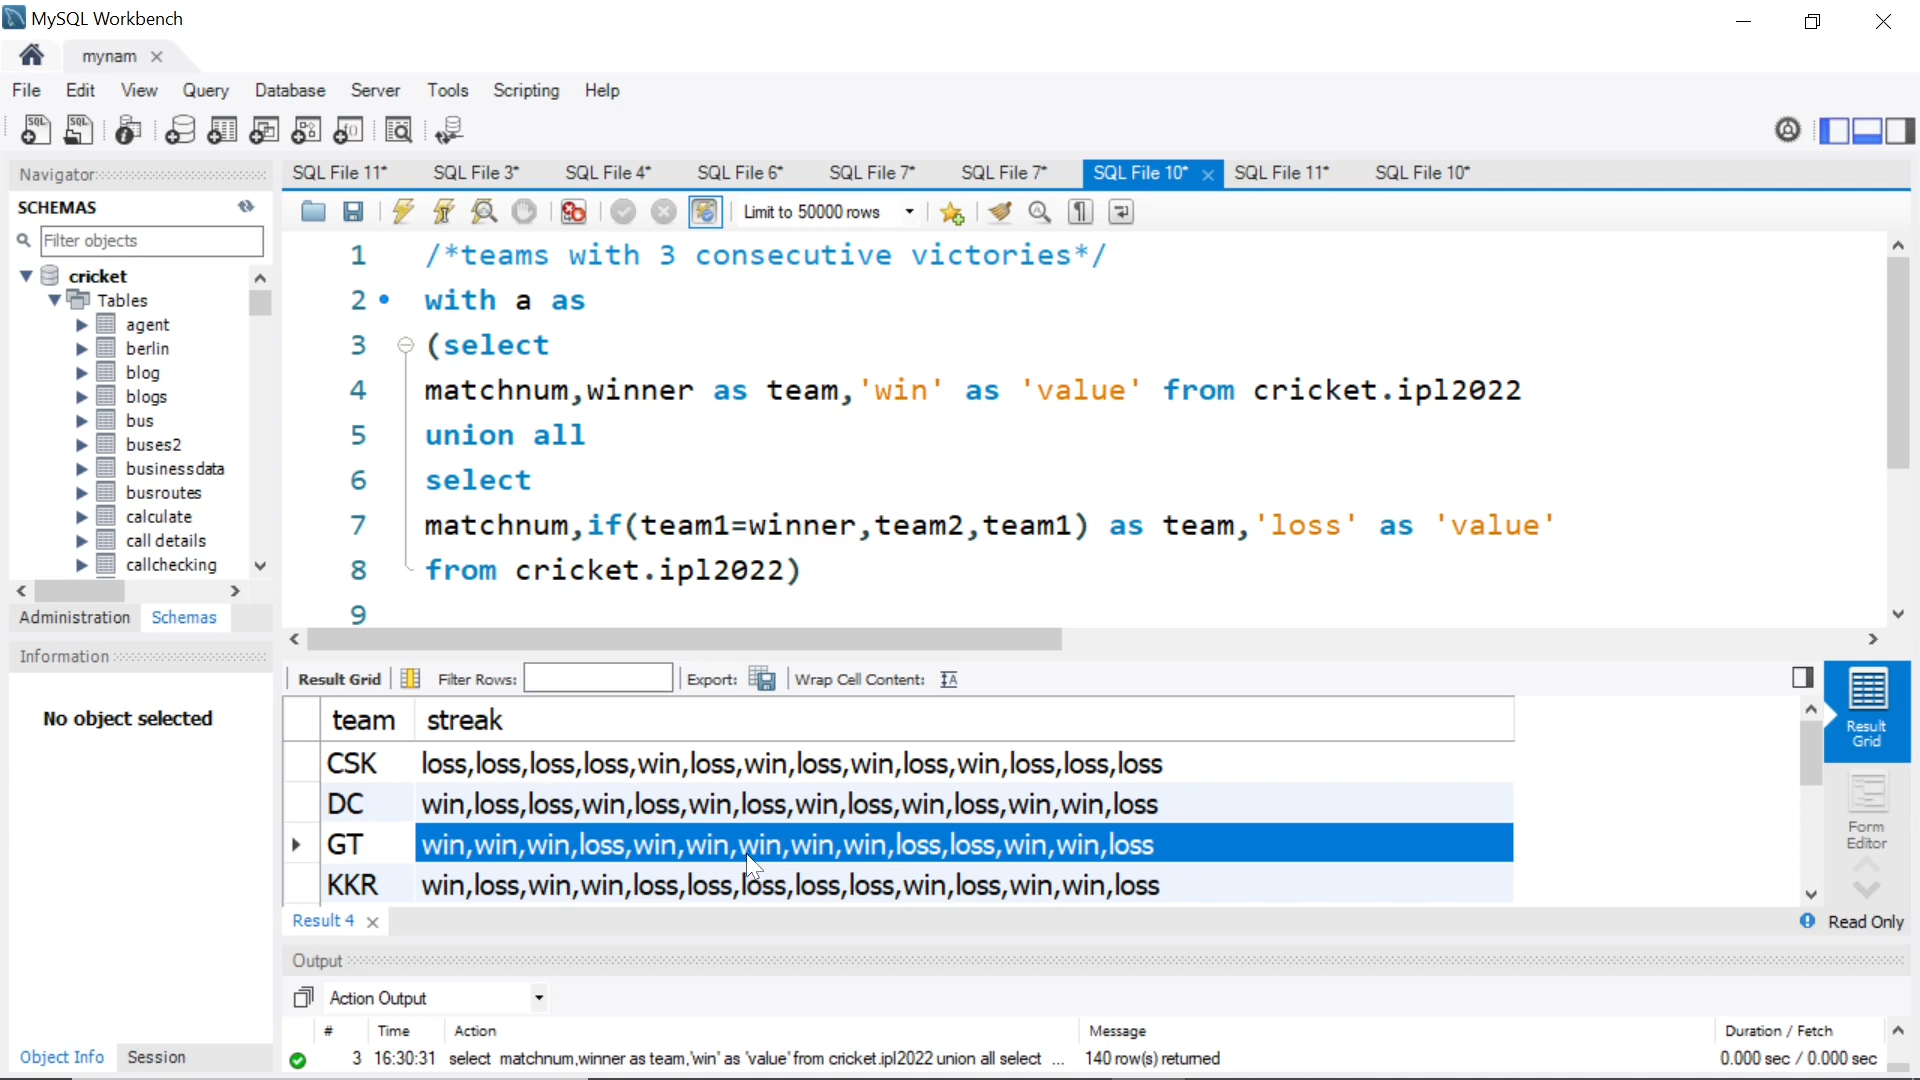 MySQL Workbench
mynam
File Edit View Query Database Server Tools Scripting Help
Navigator
SCHEMAS
Filter objects
cricket
Tables
agent
berlin
blog
blogs
bus
buses2
businessdata
busroutes
calculate
call details
callchecking
Administration Schemas
Information
No object selected
Object Info Session
SQL File 11* SQL File 3* SQL File 4* SQL File 6* SQL File 7* SQL File 7* SQL File 10* SQL File 11* SQL File 10*
Limit to 50000 rows
1 /*teams with 3 consecutive victories*/
2 with a as
3 (select
4 matchnum,winner as team,'win' as 'value' from cricket.ipl2022
5 union all
6 select
7 matchnum,if(team1=winner,team2,team1) as team,'loss' as 'value'
8 from cricket.ipl2022)
9
Result Grid Filter Rows: Export: Wrap Cell Content:
team streak
CSK loss,loss,loss,loss,win,loss,win,loss,win,loss,win,loss,loss,loss
DC win,loss,loss,win,loss,win,loss,win,loss,win,loss,win,win,loss
GT win,win,win,loss,win,win,win,win,win,loss,loss,win,win,loss
KKR win,loss,win,win,loss,loss,loss,loss,loss,win,loss,win,win,loss
Result Grid
Form Editor
Result 4 Read Only
Output
Action Output
# Time Action Message Duration / Fetch
3 16:30:31 select matchnum,winner as team,'win' as 'value' from cricket.ipl2022 union all select ... 140 row(s) returned 0.000 sec / 0.000 sec